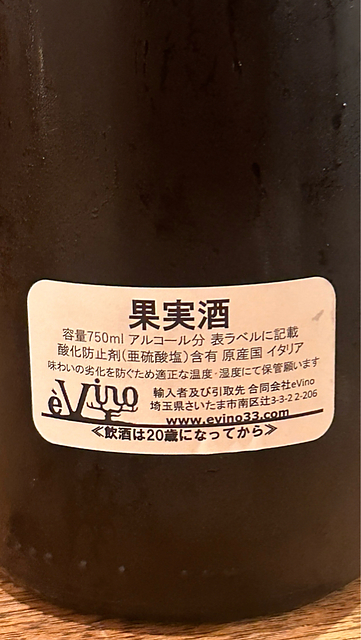 果実酒
容量750ml アルコール分 表ラベルに記載
酸化防止剤(亜硫酸塩)含有 原産国 イタリア
味わいの劣化を防ぐため適正な温度・湿度にて保管願います
èVino
輸入者及び引取先 合同会社eVino
埼玉県さいたま市南区辻3-3-2 2-206
www.evino33.com
≪飲酒は20歳になってから≫